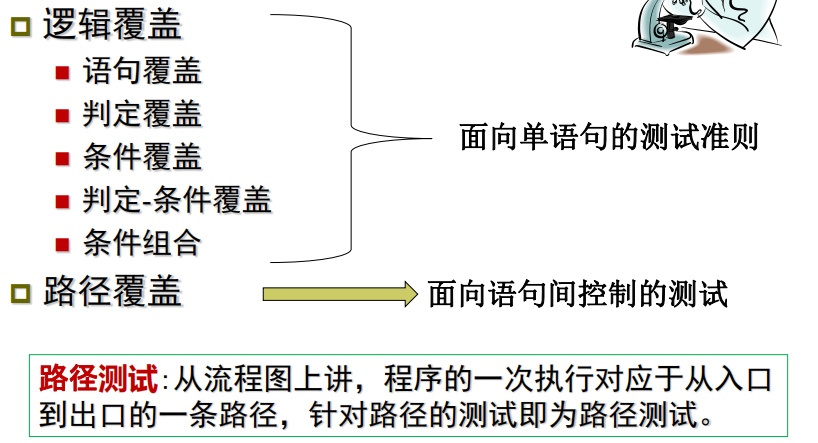 逻辑覆盖
语句覆盖
判定覆盖
条件覆盖
判定-条件覆盖
条件组合
面向单语句的测试准则
路径覆盖
面向语句间控制的测试
路径测试:从流程图上讲，程序的一次执行对应于从入口
到出口的一条路径，针对路径的测试即为路径测试。